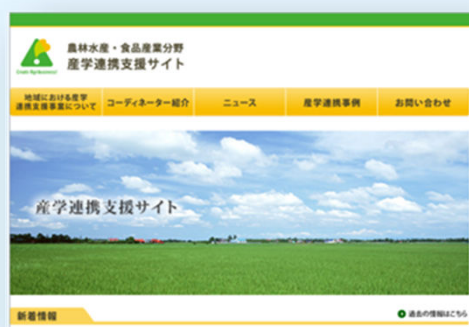 農林水産・食品産業分野
産学連携支援サイト
地域における産学
連携支援事業について
コーディネーター紹介
ニュース
産学連携事例
お問い合わせ
産学連携支援サイト
新着情報
過去の情報はこちら